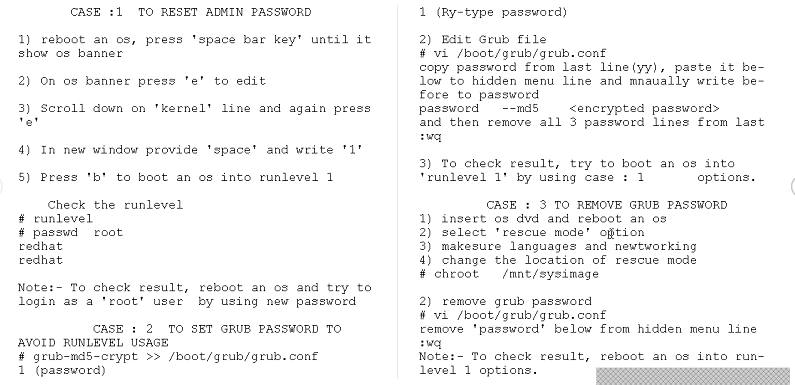 CASE :1 TO RESET ADMIN PASSWORD
1) reboot an os, press 'space bar key' until it
show os banner
2) On os banner press 'e' to edit
3) Scroll down on 'kernel' line and again press
'e'
4) In new window provide 'space' and write '1'
5) Press 'b' to boot an os into runlevel 1
Check the runlevel
# runlevel
# passwd root
redhat
redhat
Note:- To check result, reboot an os and try to
login as a 'root' user by using new password
CASE : 2 TO SET GRUB PASSWORD TO
AVOID RUNLEVEL USAGE
# grub-md5-crypt >> /boot/grub/grub.conf
1 (password)
1 (Ry-type password)
2) Edit Grub file
# vi /boot/grub/grub.conf
copy password from last line(yy), paste it be-
low to hidden menu line and mnaually write be-
fore to password
password --md5 <encrypted password>
and then remove all 3 password lines from last
:wq
3) To check result, try to boot an os into
'runlevel 1' by using case : 1 options.
CASE : 3 TO REMOVE GRUB PASSWORD
1) insert os dvd and reboot an os
2) select 'rescue mode' option
3) makesure languages and newtworking
4) change the location of rescue mode
# chroot /mnt/sysimage
2) remove grub password
# vi /boot/grub/grub.conf
remove 'password' below from hidden menu line
:wq
Note:- To check result, reboot an os into run-
level 1 options.